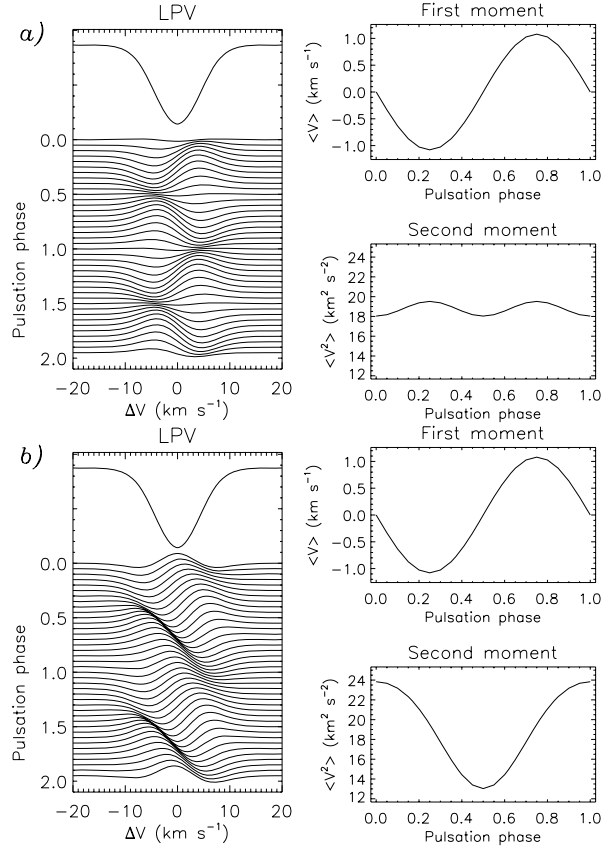 a)
LPV
0.0
0.5
1.0
1.5
2.0
Pulsation phase
−20 −10 0 10 20
ΔV (km s⁻¹)
First moment
1.0
0.5
0.0
−0.5
−1.0
<V> (km s⁻¹)
0.0 0.2 0.4 0.6 0.8 1.0
Pulsation phase
Second moment
24
22
20
18
16
14
12
<V²> (km² s⁻²)
0.0 0.2 0.4 0.6 0.8 1.0
Pulsation phase
b)
LPV
0.0
0.5
1.0
1.5
2.0
Pulsation phase
−20 −10 0 10 20
ΔV (km s⁻¹)
First moment
1.0
0.5
0.0
−0.5
−1.0
<V> (km s⁻¹)
0.0 0.2 0.4 0.6 0.8 1.0
Pulsation phase
Second moment
24
22
20
18
16
14
12
<V²> (km² s⁻²)
0.0 0.2 0.4 0.6 0.8 1.0
Pulsation phase